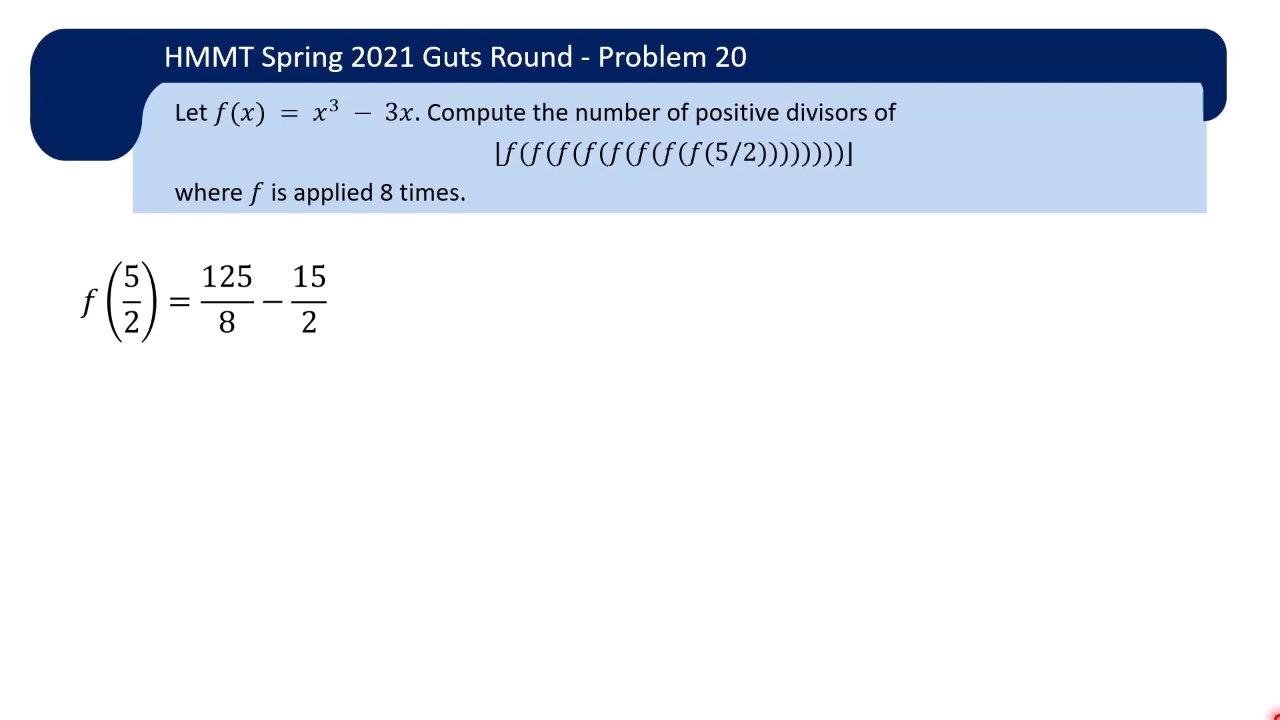 HMMT Spring 2021 Guts Round - Problem 20
Let f(x) = x³ − 3x. Compute the number of positive divisors of
⌊f(f(f(f(f(f(f(f(5/2))))))))⌋
where f is applied 8 times.
f(5/2) = 125/8 − 15/2